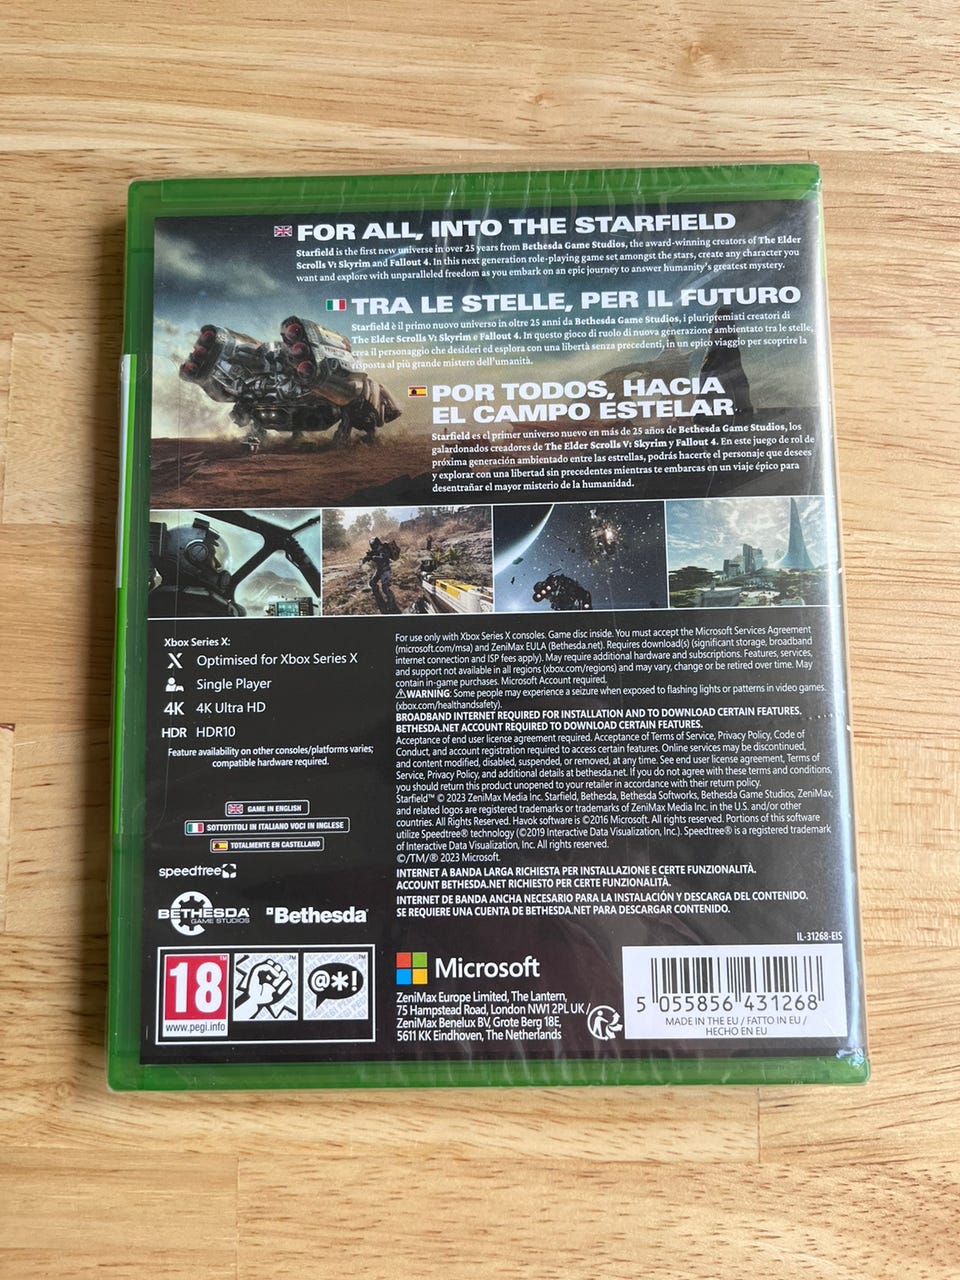 FOR ALL, INTO THE STARFIELD
Starfield is the first new universe in over 25 years from Bethesda Game Studios, the award-winning creators of The Elder
Scrolls V: Skyrim and Fallout 4. In this next generation role-playing game set amongst the stars, create any character you
want and explore with unparalleled freedom as you embark on an epic journey to answer humanity's greatest mystery.
TRA LE STELLE, PER IL FUTURO
Starfield è il primo nuovo universo in oltre 25 anni da Bethesda Game Studios, i pluripremiati creatori di
The Elder Scrolls V: Skyrim e Fallout 4. In questo gioco di ruolo di nuova generazione ambientato tra le stelle,
crea il personaggio che desideri ed esplora con una libertà senza precedenti, in un epico viaggio per scoprire la
risposta al più grande mistero dell'umanità.
POR TODOS, HACIA
EL CAMPO ESTELAR
Starfield es el primer universo nuevo en más de 25 años de Bethesda Game Studios, los
galardonados creadores de The Elder Scrolls V: Skyrim y Fallout 4. En este juego de rol de
próxima generación ambientado entre las estrellas, podrás hacerte el personaje que desees
y explorar con una libertad sin precedentes mientras te embarcas en un viaje épico para
desentrañar el mayor misterio de la humanidad.
Xbox Series X:
X Optimised for Xbox Series X
Single Player
4K 4K Ultra HD
HDR HDR10
Feature availability on other consoles/platforms varies;
compatible hardware required.
GAME IN ENGLISH
SOTTOTITOLI IN ITALIANO VOCI IN INGLESE
TOTALMENTE EN CASTELLANO
speedtree
BETHESDA
GAME STUDIOS
Bethesda
For use only with Xbox Series X consoles. Game disc inside. You must accept the Microsoft Services Agreement
(microsoft.com/msa) and ZeniMax EULA (Bethesda.net). Requires download(s) (significant storage, broadband
internet connection and ISP fees apply). May require additional hardware and subscriptions. Features, services,
and support not available in all regions (xbox.com/regions) and may vary, change or be retired over time. May
contain in-game purchases. Microsoft Account required.
⚠WARNING: Some people may experience a seizure when exposed to flashing lights or patterns in video games.
(xbox.com/healthandsafety).
BROADBAND INTERNET REQUIRED FOR INSTALLATION AND TO DOWNLOAD CERTAIN FEATURES.
BETHESDA.NET ACCOUNT REQUIRED TO DOWNLOAD CERTAIN FEATURES.
Acceptance of end user license agreement required. Acceptance of Terms of Service, Privacy Policy, Code of
Conduct, and account registration required to access certain features. Online services may be discontinued,
and content modified, disabled, suspended, or removed, at any time. See end user license agreement, Terms of
Service, Privacy Policy, and additional details at bethesda.net. If you do not agree with these terms and conditions,
you should return this product unopened to your retailer in accordance with their return policy.
Starfield™ © 2023 ZeniMax Media Inc. Starfield, Bethesda, Bethesda Softworks, Bethesda Game Studios, ZeniMax,
and related logos are registered trademarks or trademarks of ZeniMax Media Inc. in the U.S. and/or other
countries. All Rights Reserved. Havok software is ©2016 Microsoft. All rights reserved. Portions of this software
utilize Speedtree® technology (©2019 Interactive Data Visualization, Inc.). Speedtree® is a registered trademark
of Interactive Data Visualization, Inc. All rights reserved.
©/TM/® 2023 Microsoft.
INTERNET A BANDA LARGA RICHIESTA PER INSTALLAZIONE E CERTE FUNZIONALITÀ.
ACCOUNT BETHESDA.NET RICHIESTO PER CERTE FUNZIONALITÀ.
INTERNET DE BANDA ANCHA NECESARIO PARA LA INSTALACIÓN Y DESCARGA DEL CONTENIDO.
SE REQUIERE UNA CUENTA DE BETHESDA.NET PARA DESCARGAR CONTENIDO.
IL-31268-EIS
18
www.pegi.info
@*!
Microsoft
ZeniMax Europe Limited, The Lantern,
75 Hampstead Road, London NW1 2PL UK /
ZeniMax Benelux BV, Grote Berg 18E,
5611 KK Eindhoven, The Netherlands
5 055856 431268
MADE IN THE EU / FATTO IN EU /
HECHO EN EU